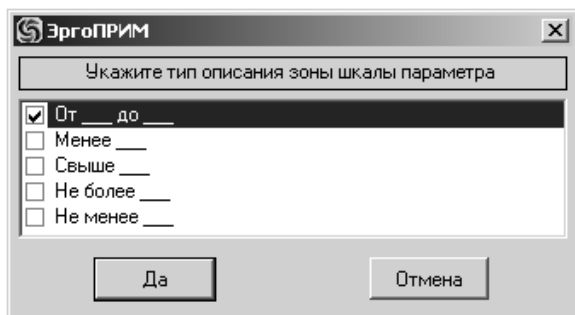 ЭргоПРИМ
Укажите тип описания зоны шкалы параметра
От ___ до ___
Менее ___
Свыше ___
Не более ___
Не менее ___
Да Отмена